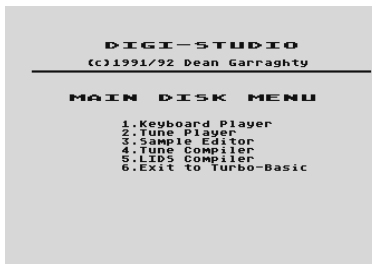 DIGI-STUDIO
(c)1991/92 Dean Garraghty
MAIN DISK MENU
1.Keyboard Player
2.Tune Player
3.Sample Editor
4.Tune Compiler
5.LIDS Compiler
6.Exit to Turbo-Basic